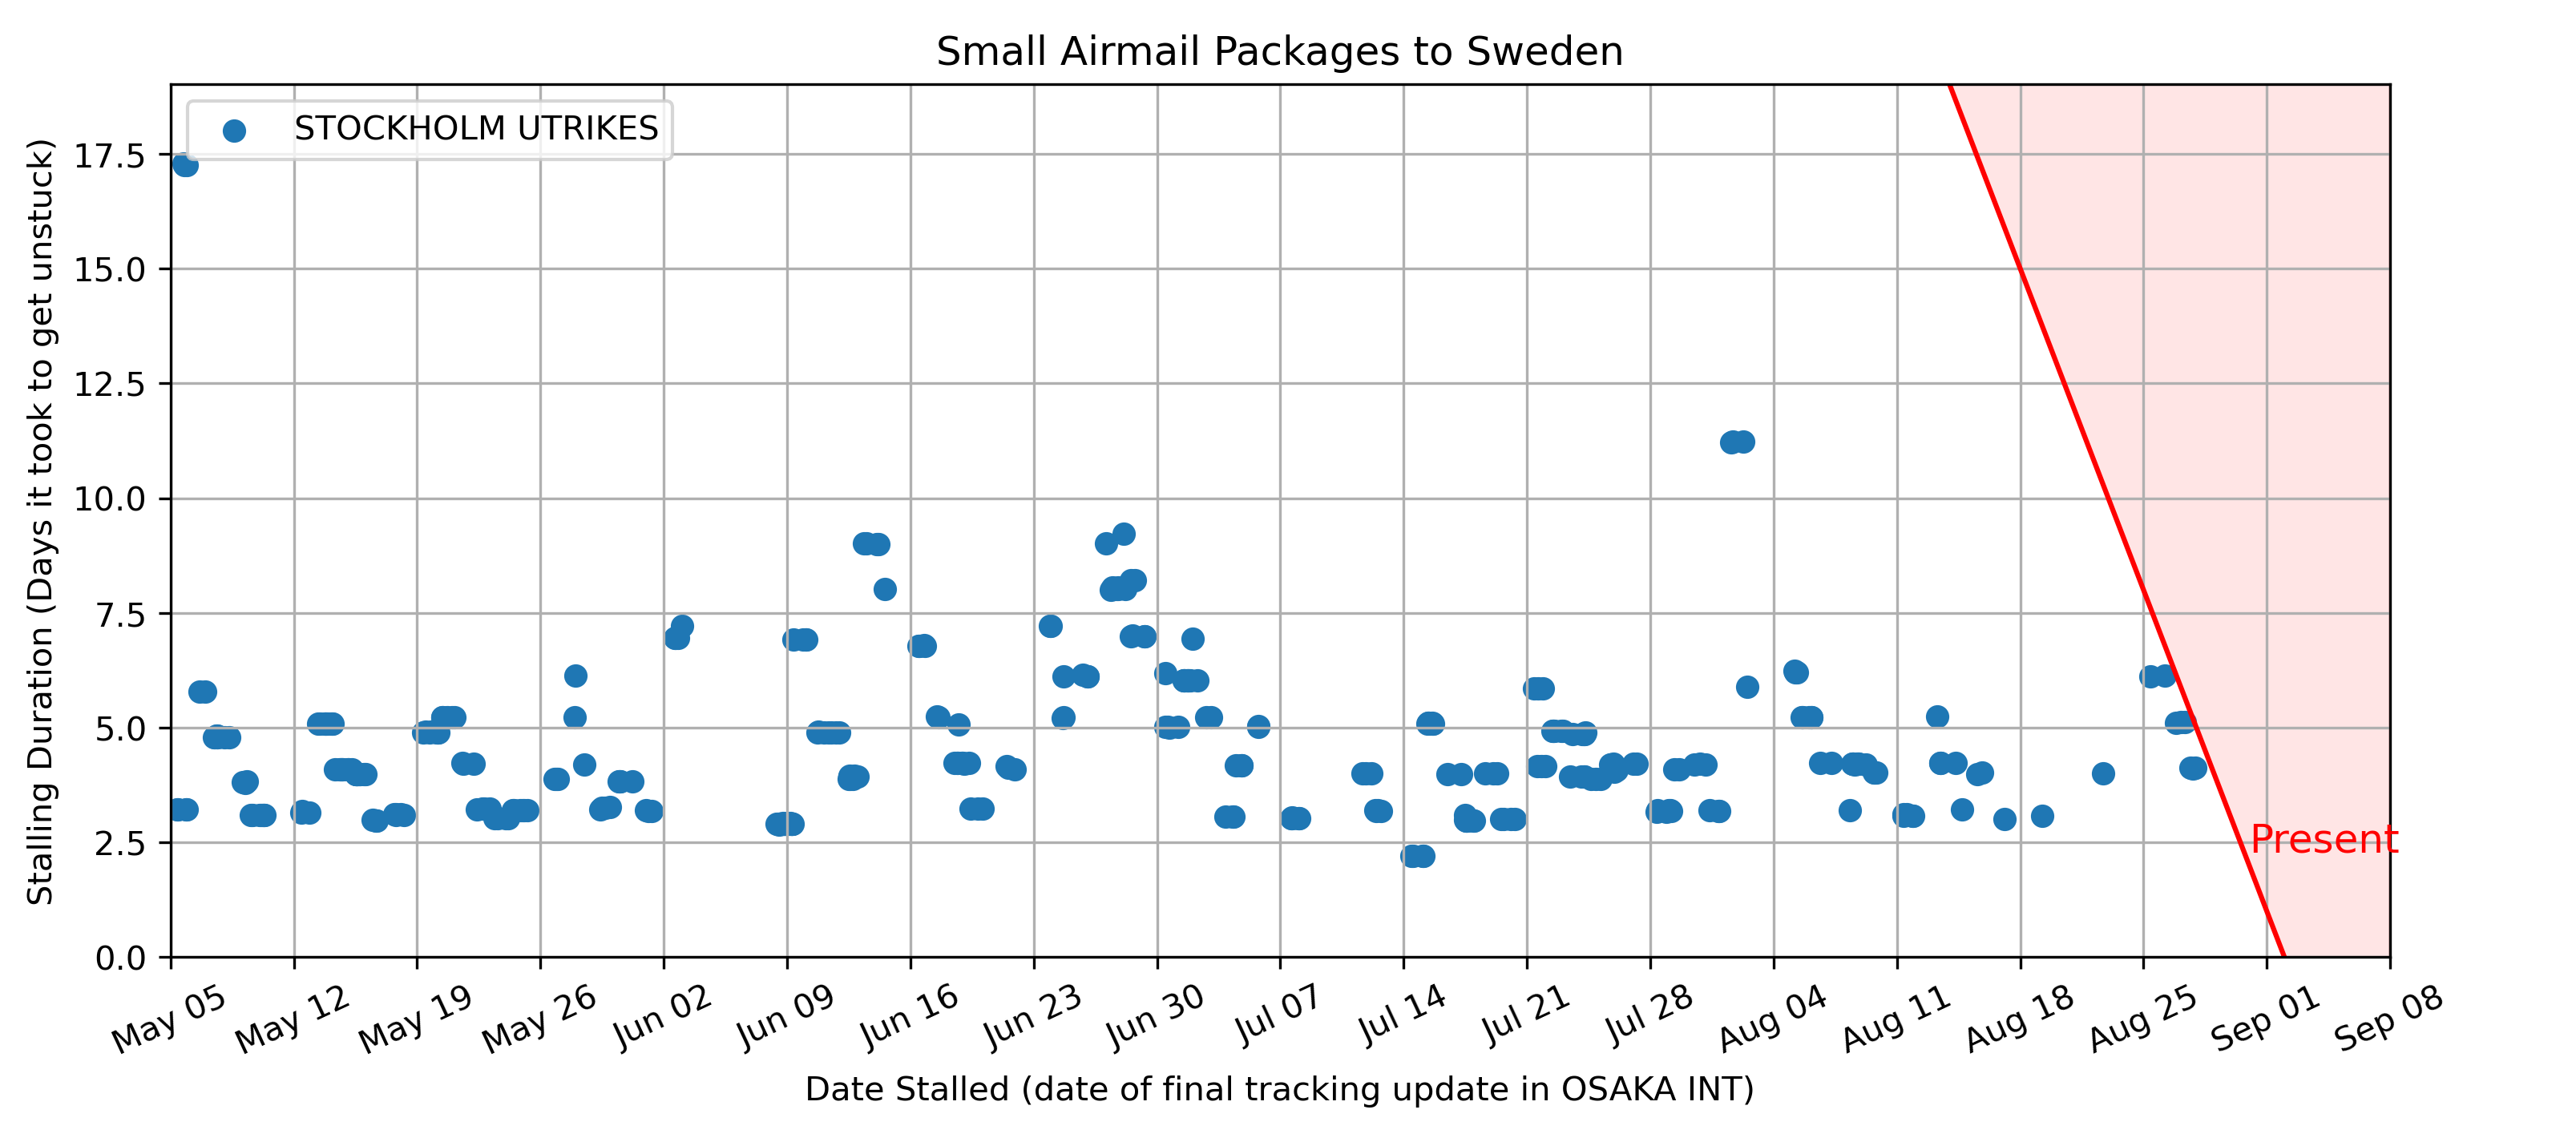 Small Airmail Packages to Sweden
STOCKHOLM UTRIKES
Stalling Duration (Days it took to get unstuck)
17.5
15.0
12.5
10.0
7.5
5.0
2.5
0.0
Present
May 05
May 12
May 19
May 26
Jun 02
Jun 09
Jun 16
Jun 23
Jun 30
Jul 07
Jul 14
Jul 21
Jul 28
Aug 04
Aug 11
Aug 18
Aug 25
Sep 01
Sep 08
Date Stalled (date of final tracking update in OSAKA INT)